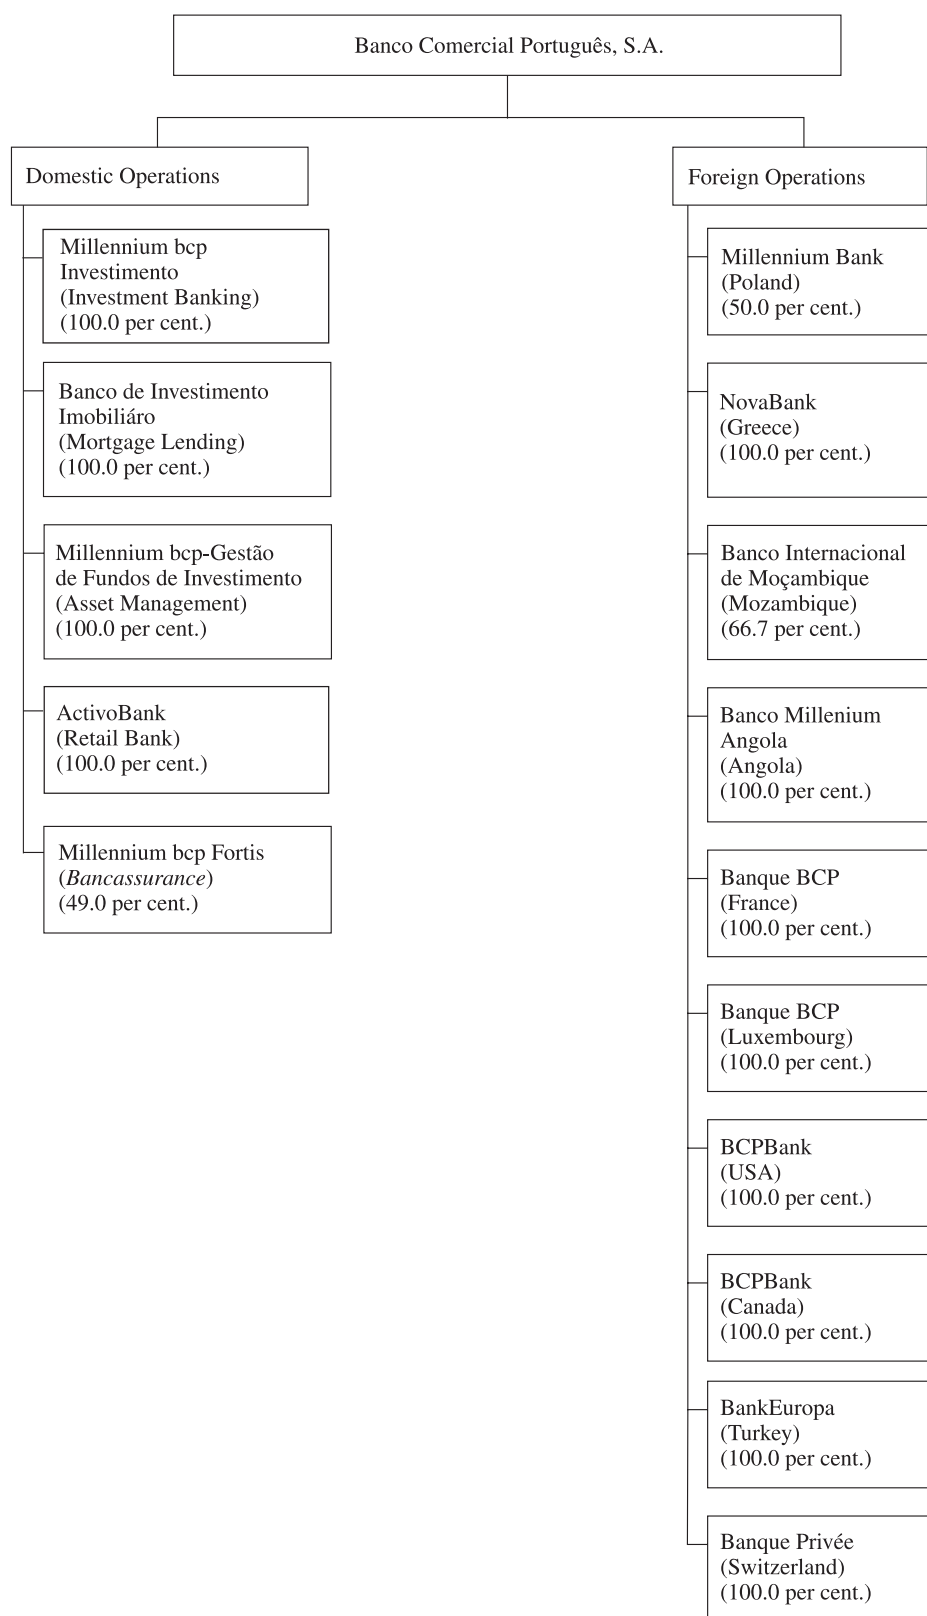 Banco Comercial Português, S.A.
Domestic Operations
Millennium bcp
Investimento
(Investment Banking)
(100.0 per cent.)
Banco de Investimento
Imobiliáro
(Mortgage Lending)
(100.0 per cent.)
Millennium bcp-Gestão
de Fundos de Investimento
(Asset Management)
(100.0 per cent.)
ActivoBank
(Retail Bank)
(100.0 per cent.)
Millennium bcp Fortis
(Bancassurance)
(49.0 per cent.)
Foreign Operations
Millennium Bank
(Poland)
(50.0 per cent.)
NovaBank
(Greece)
(100.0 per cent.)
Banco Internacional
de Moçambique
(Mozambique)
(66.7 per cent.)
Banco Millenium
Angola
(Angola)
(100.0 per cent.)
Banque BCP
(France)
(100.0 per cent.)
Banque BCP
(Luxembourg)
(100.0 per cent.)
BCPBank
(USA)
(100.0 per cent.)
BCPBank
(Canada)
(100.0 per cent.)
BankEuropa
(Turkey)
(100.0 per cent.)
Banque Privée
(Switzerland)
(100.0 per cent.)